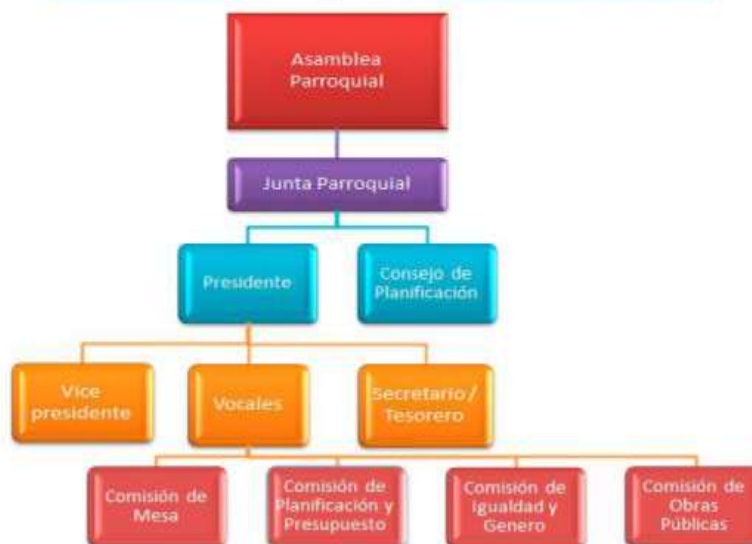 Asamblea
Parroquial
Junta Parroquial
Presidente
Consejo de
Planificación
Vice
presidente
Vocales
Secretario/
Tesorero
Comisión de
Mesa
Comisión de
Planificación y
Presupuesto
Comisión de
Igualdad y
Genero
Comisión de
Obras
Públicas